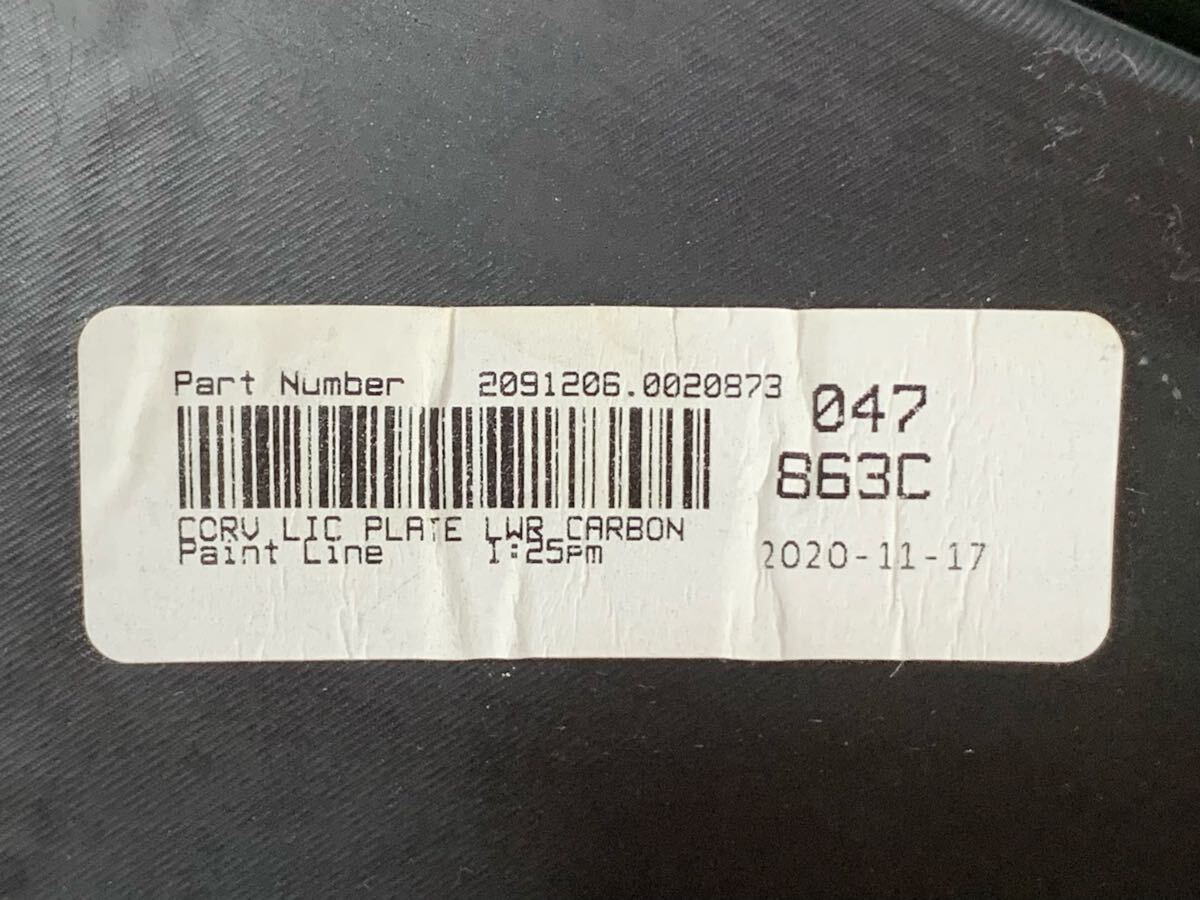 Part Number 2091206.0020873
047
863C
CCRV LIC PLATE LWR CARBON
Paint Line 1:25pm
2020-11-17